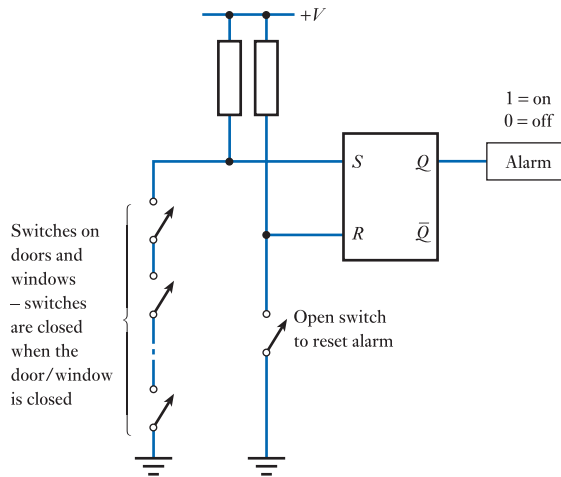 +V
1 = on
0 = off
S
Q
Alarm
R
Q̄
Switches on
doors and
windows
– switches
are closed
when the
door/window
is closed
Open switch
to reset alarm